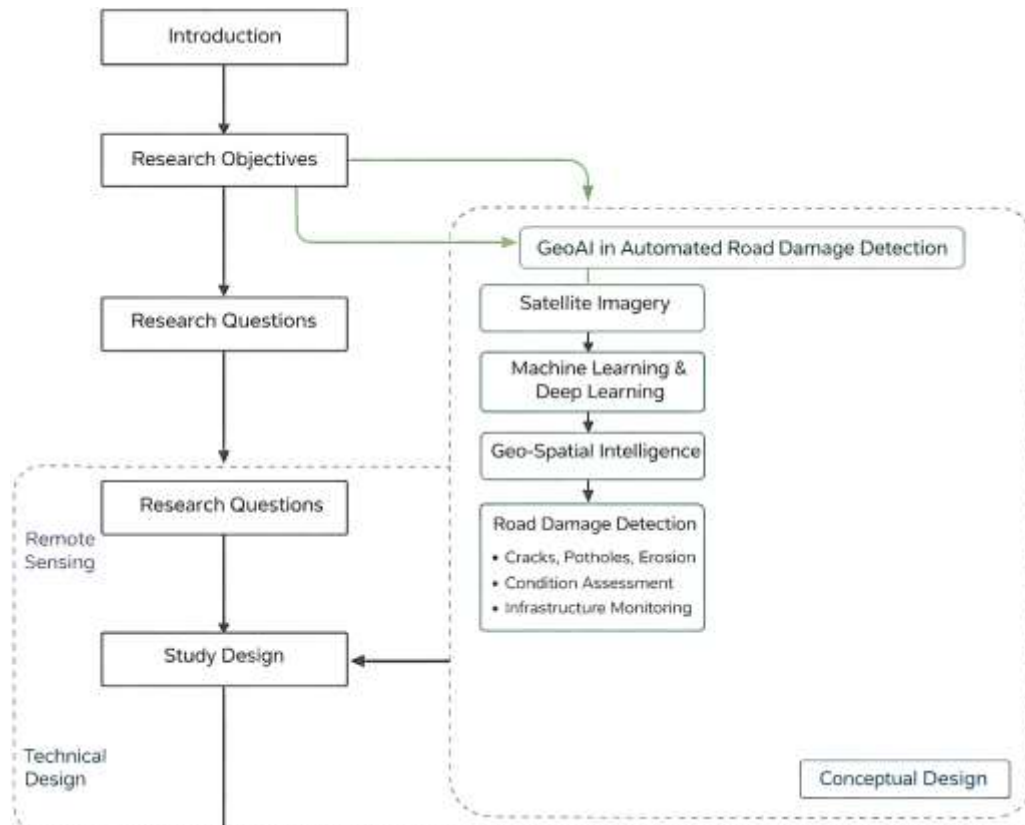 Introduction
Research Objectives
GeoAI in Automated Road Damage Detection
Satellite Imagery
Research Questions
Machine Learning &
Deep Learning
Geo-Spatial Intelligence
Research Questions
Remote
Sensing
Road Damage Detection
• Cracks, Potholes, Erosion
• Condition Assessment
• Infrastructure Monitoring
Study Design
Technical
Design
Conceptual Design